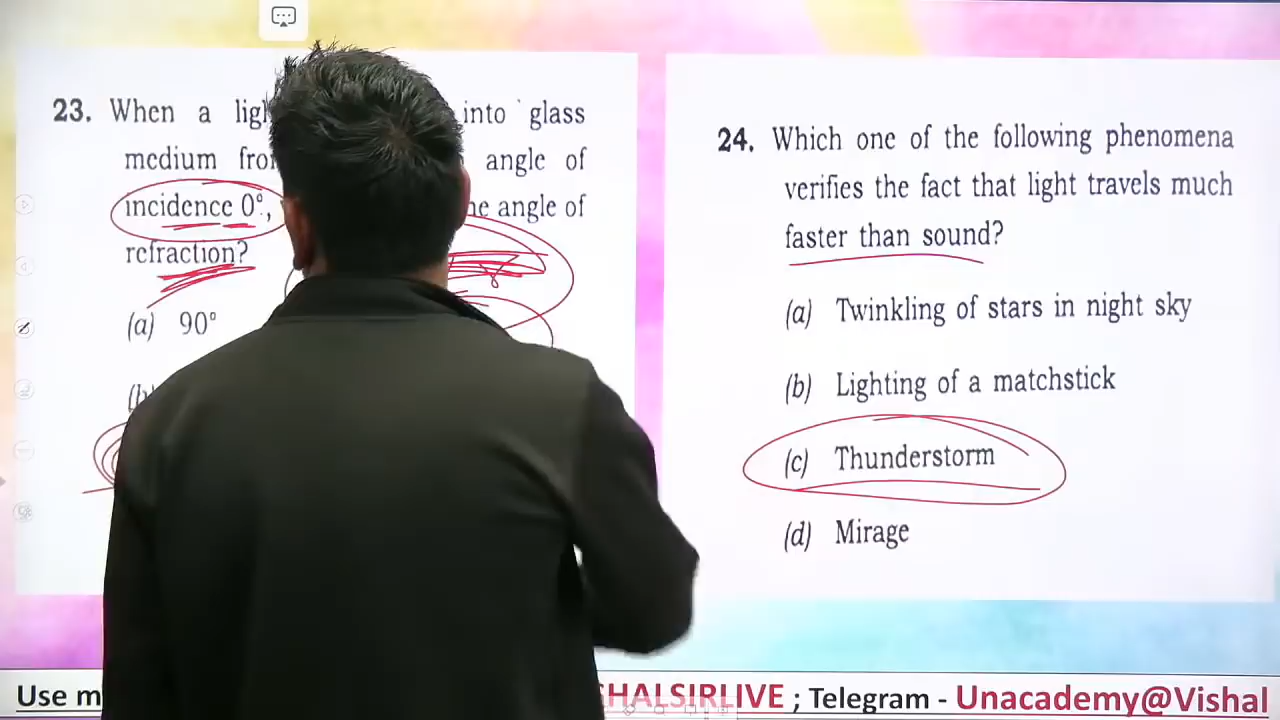 23. When a into glass
medium angle of
incidence 0°, angle of
refraction?
(a) 90°
(b)
24. Which one of the following phenomena
verifies the fact that light travels much
faster than sound?
(a) Twinkling of stars in night sky
(b) Lighting of a matchstick
(c) Thunderstorm
(d) Mirage
Use HALSIRLIVE ; Telegram - Unacademy@Vishal